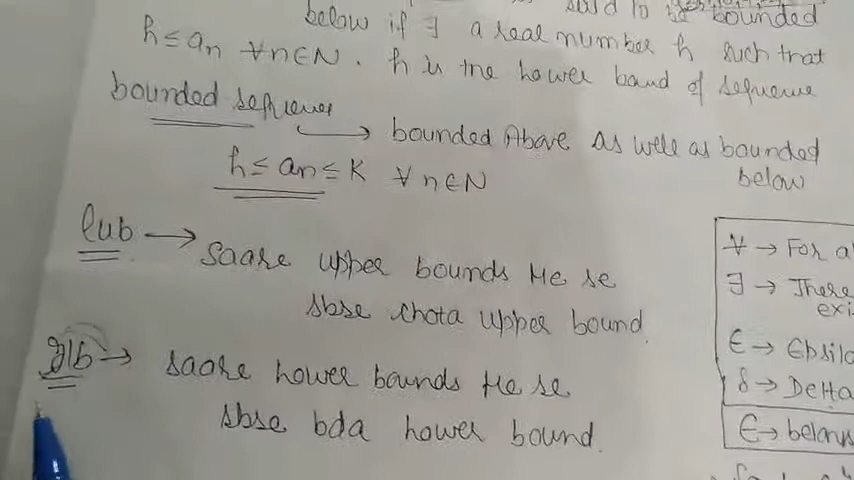 said to be bounded
below if ∃ a real number h such that
h ≤ an ∀ n ∈ N . h is the lower bound of sequence
bounded sequence
→ bounded Above as well as bounded
below
h ≤ an ≤ K ∀ n ∈ N
lub → saare upper bounds me se
sbse chota upper bound.
glb → saare lower bounds me se
sbse bda lower bound.
∀ → For a
∃ → There
exi
ϵ → Epsilo
δ → Delta
∈ → belongs